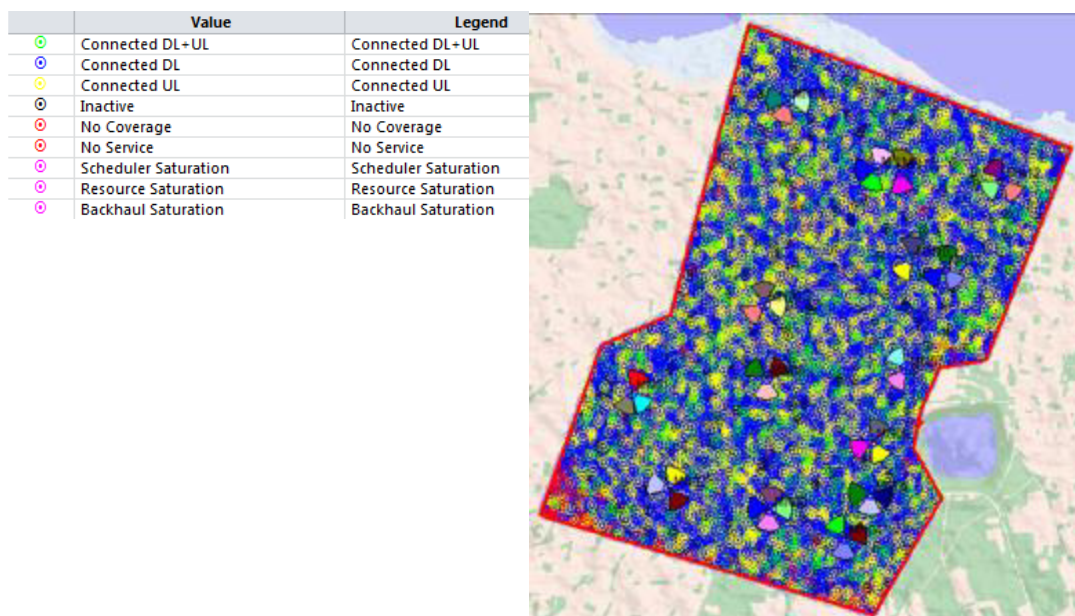 Value Legend
Connected DL+UL Connected DL+UL
Connected DL Connected DL
Connected UL Connected UL
Inactive Inactive
No Coverage No Coverage
No Service No Service
Scheduler Saturation Scheduler Saturation
Resource Saturation Resource Saturation
Backhaul Saturation Backhaul Saturation